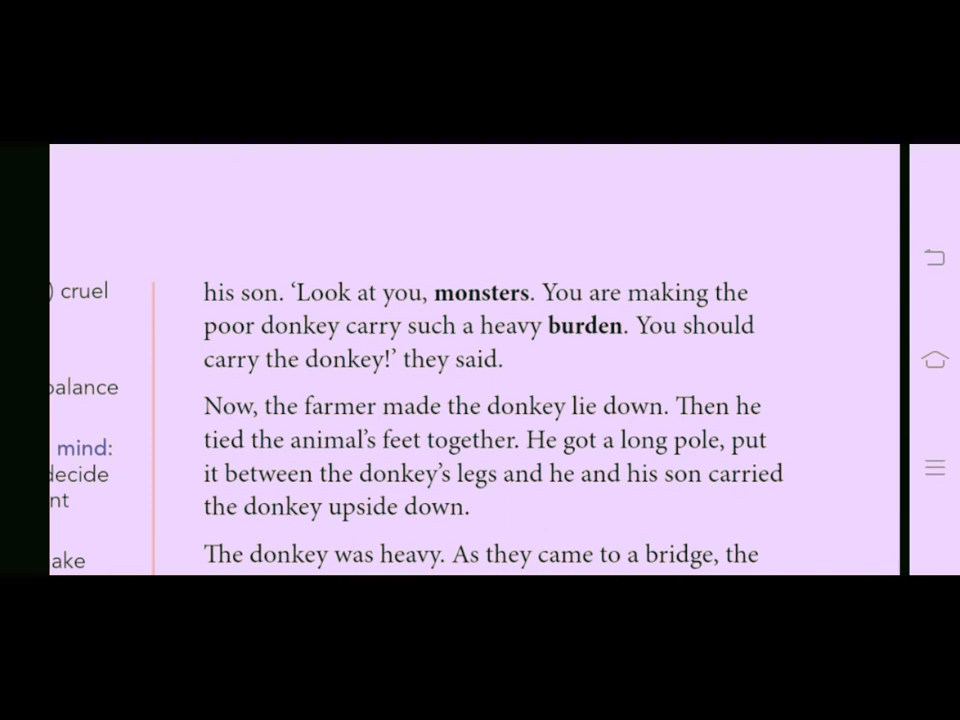 ) cruel
balance
mind:
decide
nt
ake
his son. ‘Look at you, monsters. You are making the
poor donkey carry such a heavy burden. You should
carry the donkey!’ they said.
Now, the farmer made the donkey lie down. Then he
tied the animal’s feet together. He got a long pole, put
it between the donkey’s legs and he and his son carried
the donkey upside down.
The donkey was heavy. As they came to a bridge, the